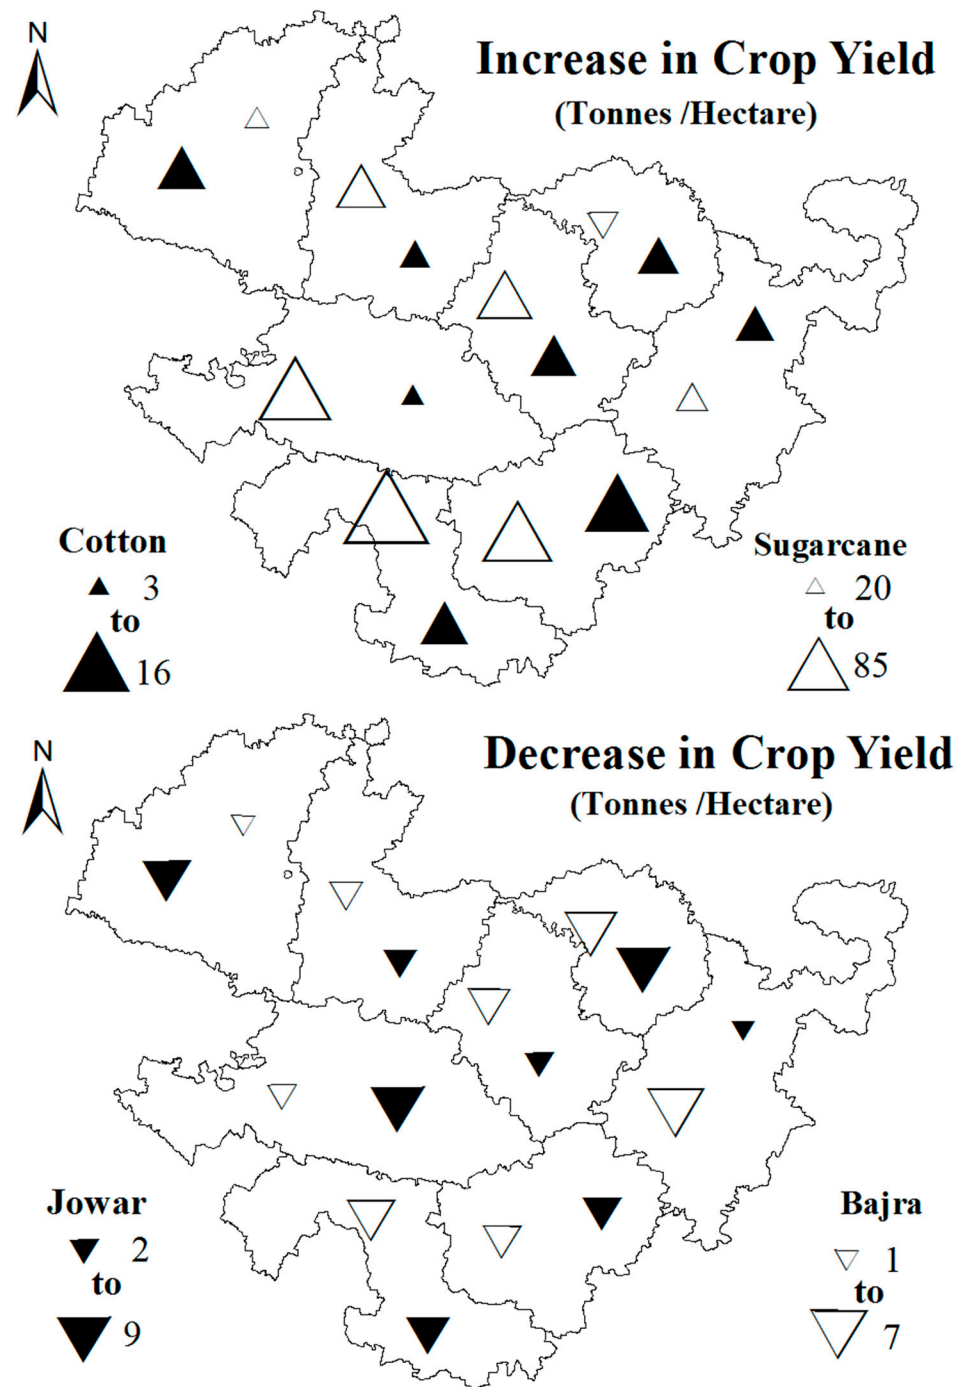 N
Increase in Crop Yield
(Tonnes /Hectare)
Cotton
3
to
16
Sugarcane
20
to
85
N
Decrease in Crop Yield
(Tonnes /Hectare)
Jowar
2
to
9
Bajra
1
to
7